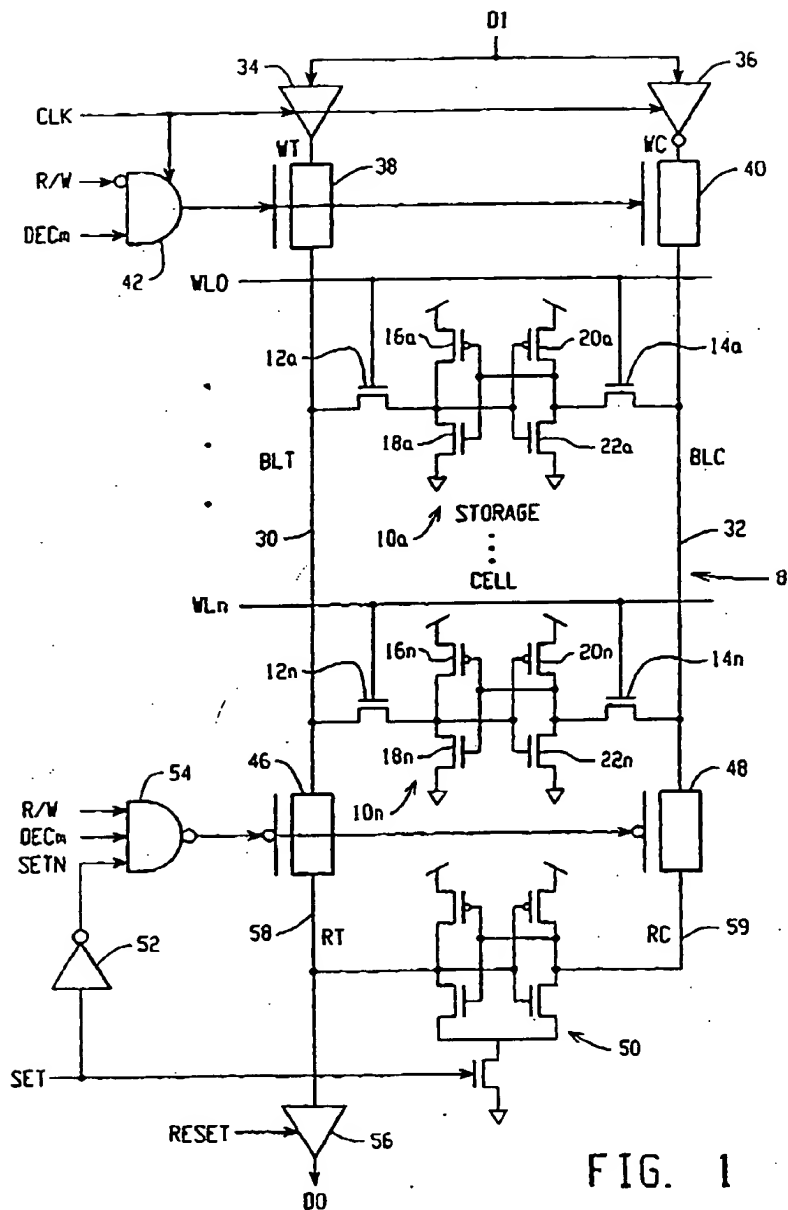 DI
34
36
CLK
WT
WC
R/W
38
40
DECm
42
WL0
16a
20a
12a
14a
18a
22a
BLT
BLC
STORAGE
10a
30
32
CELL
8
WLn
16n
20n
12n
14n
18n
22n
46
48
54
10n
R/W
DECm
SETN
58
RT
RC
59
52
50
SET
RESET
56
DO
FIG. 1